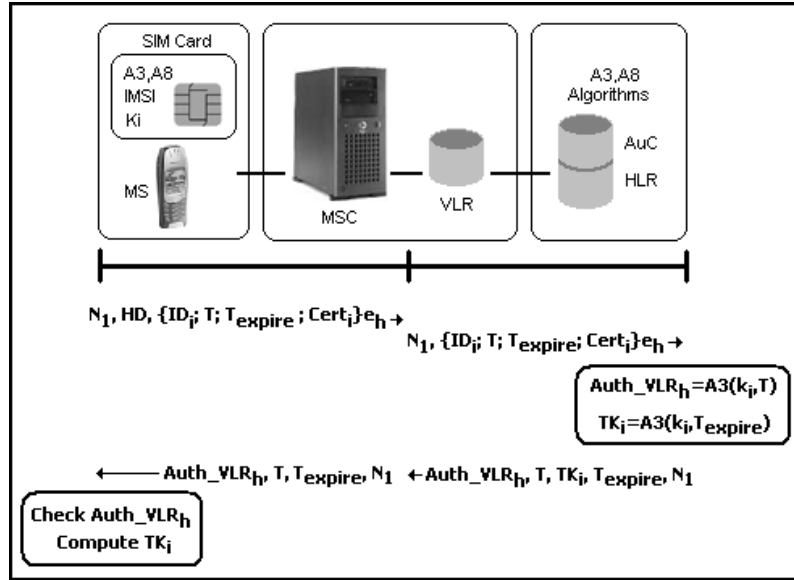 SIM Card
A3,A8
IMSI
Ki
MS
MSC
VLR
A3,A8
Algorithms
AuC
HLR
N1, HD, {IDi; T; Texpire; Certi}eh→
N1, {IDi; T; Texpire; Certi}eh→
Auth_VLRh=A3(ki,T)
TKi=A3(ki,Texpire)
← Auth_VLRh, T, Texpire, N1
←Auth_VLRh, T, TKi, Texpire, N1
Check Auth_VLRh
Compute TKi